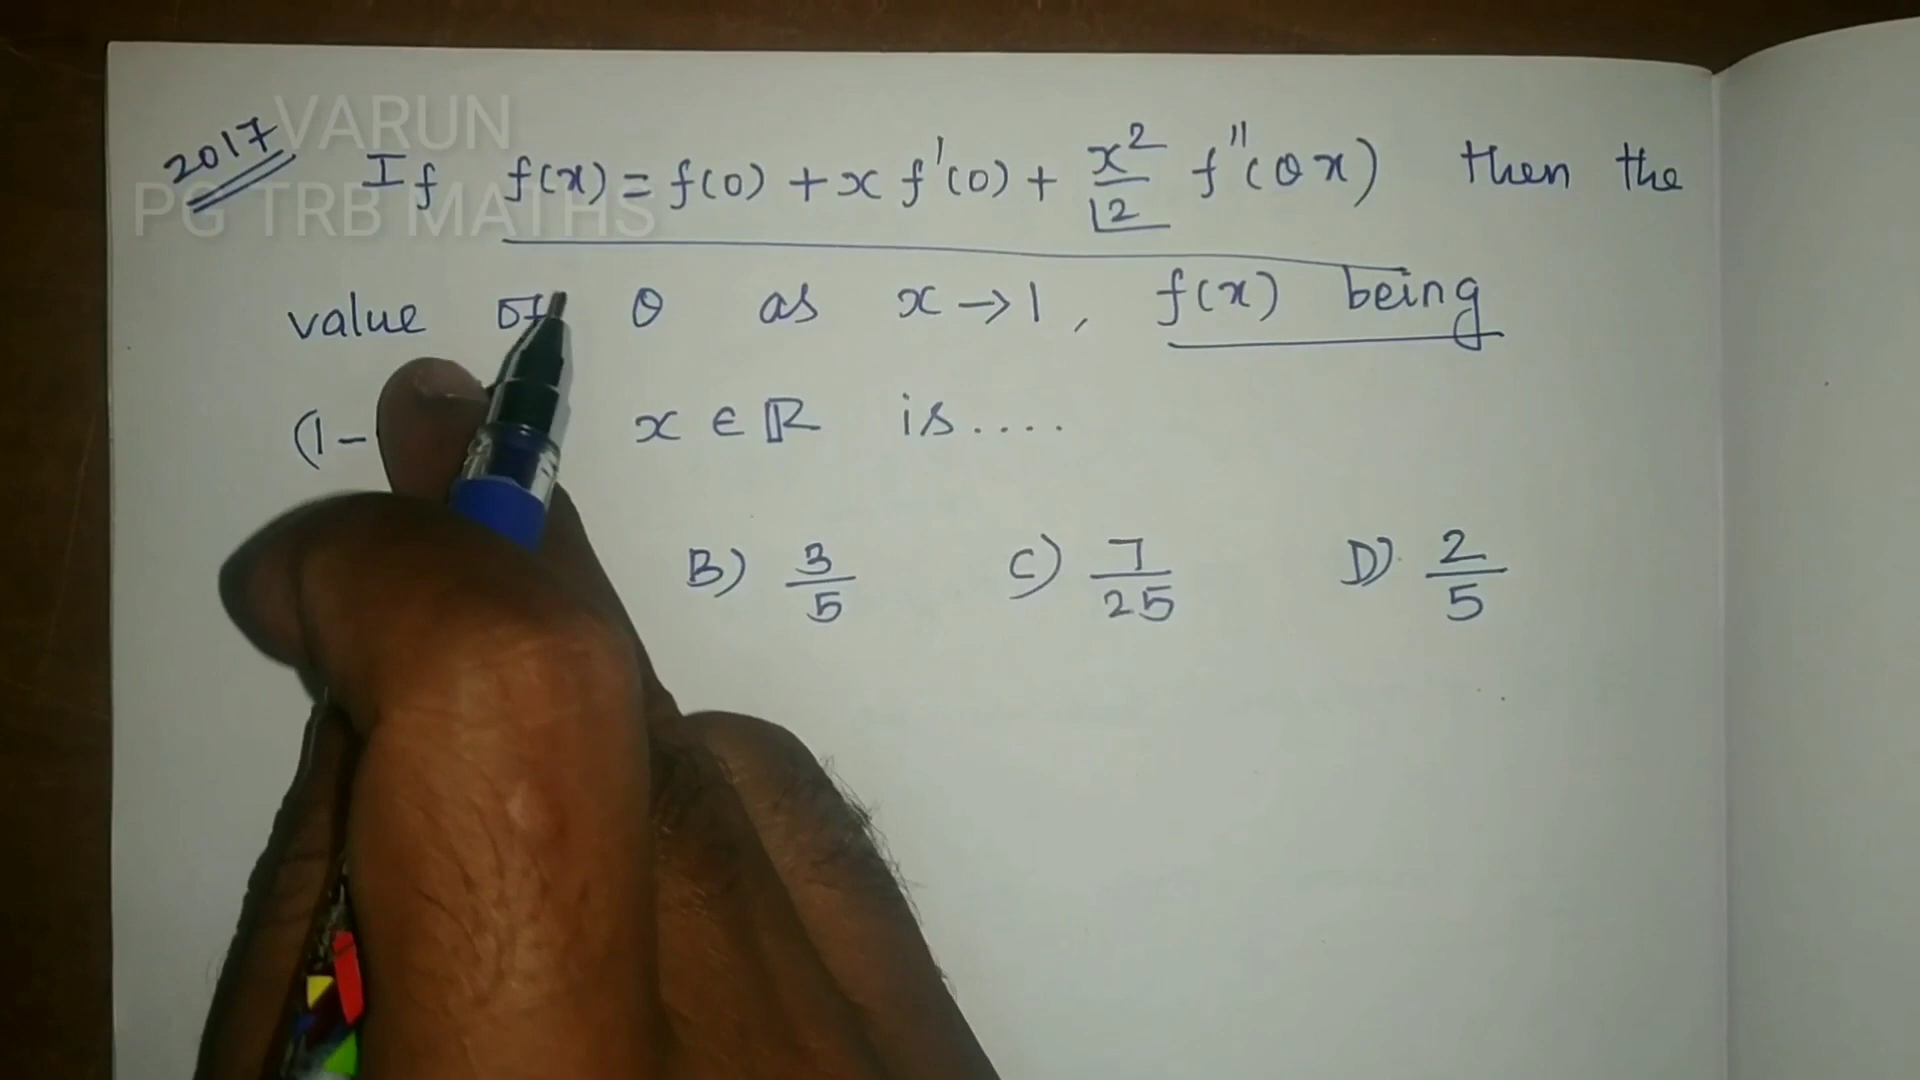 VARUN
PG TRB MATHS
2017 If f(x) = f(0) + x f'(0) + x²/⌊2 f''(θx) then the
value of θ as x → 1, f(x) being
(1- x ∈ ℝ is....
B) 3/5 C) 7/25 D) 2/5